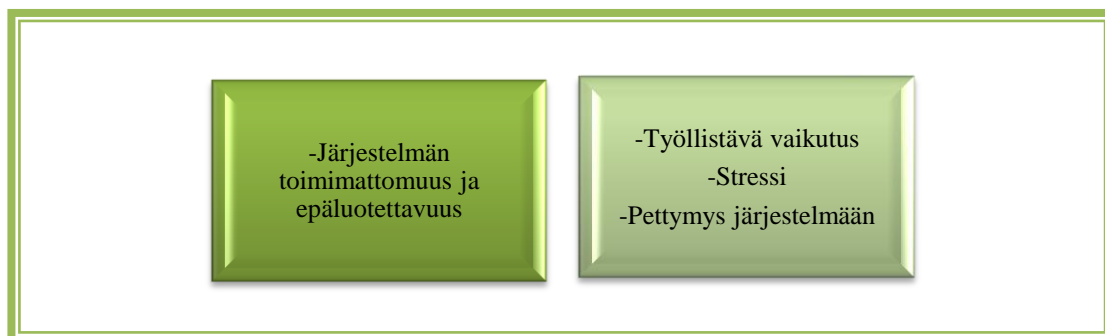 -Järjestelmän
toimimattomuus ja
epäluotettavuus
-Työllistävä vaikutus
-Stressi
-Pettymys järjestelmään